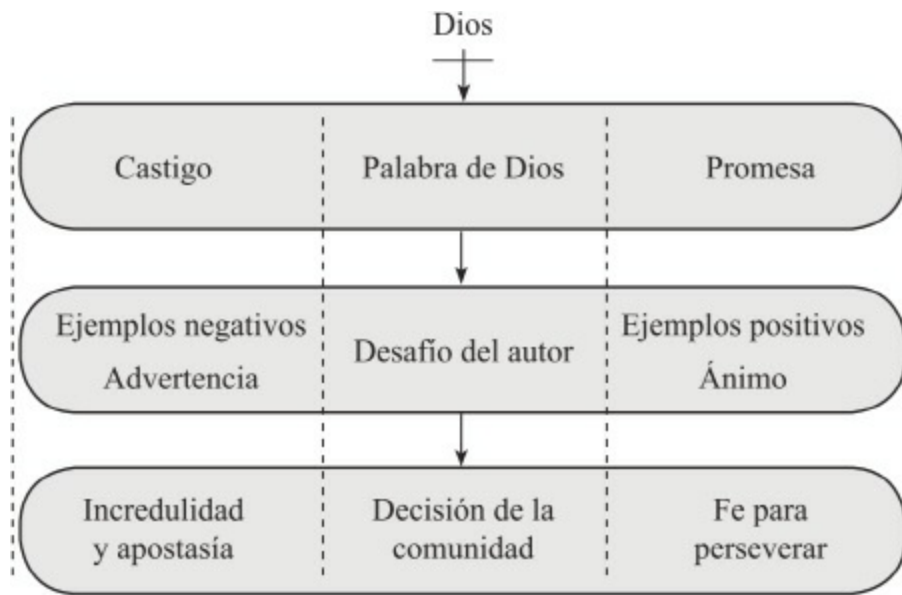 Dios
Castigo
Palabra de Dios
Promesa
Ejemplos negativos
Advertencia
Desafío del autor
Ejemplos positivos
Ánimo
Incredulidad
y apostasía
Decisión de la
comunidad
Fe para
perseverar